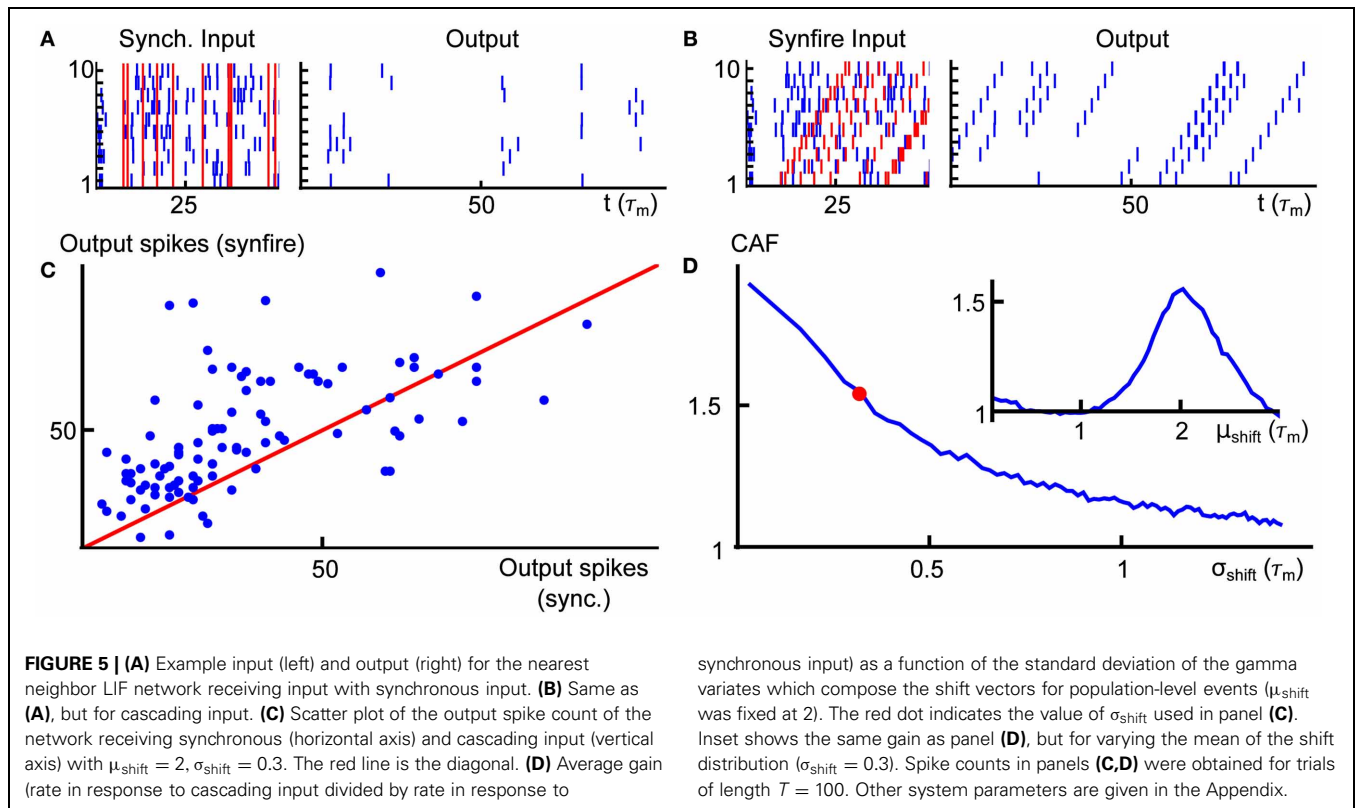 A
Synch. Input
Output
10
1
25
50
t (τm)
B
Synfire Input
Output
10
1
25
50
t (τm)
C
Output spikes (synfire)
50
50
Output spikes
(sync.)
D
CAF
1.5
1
0.5
1
σshift (τm)
1.5
1
1
2
μshift (τm)
FIGURE 5 | (A) Example input (left) and output (right) for the nearest
neighbor LIF network receiving input with synchronous input. (B) Same as
(A), but for cascading input. (C) Scatter plot of the output spike count of the
network receiving synchronous (horizontal axis) and cascading input (vertical
axis) with μshift = 2, σshift = 0.3. The red line is the diagonal. (D) Average gain
(rate in response to cascading input divided by rate in response to
synchronous input) as a function of the standard deviation of the gamma
variates which compose the shift vectors for population-level events (μshift
was fixed at 2). The red dot indicates the value of σshift used in panel (C).
Inset shows the same gain as panel (D), but for varying the mean of the shift
distribution (σshift = 0.3). Spike counts in panels (C,D) were obtained for trials
of length T = 100. Other system parameters are given in the Appendix.